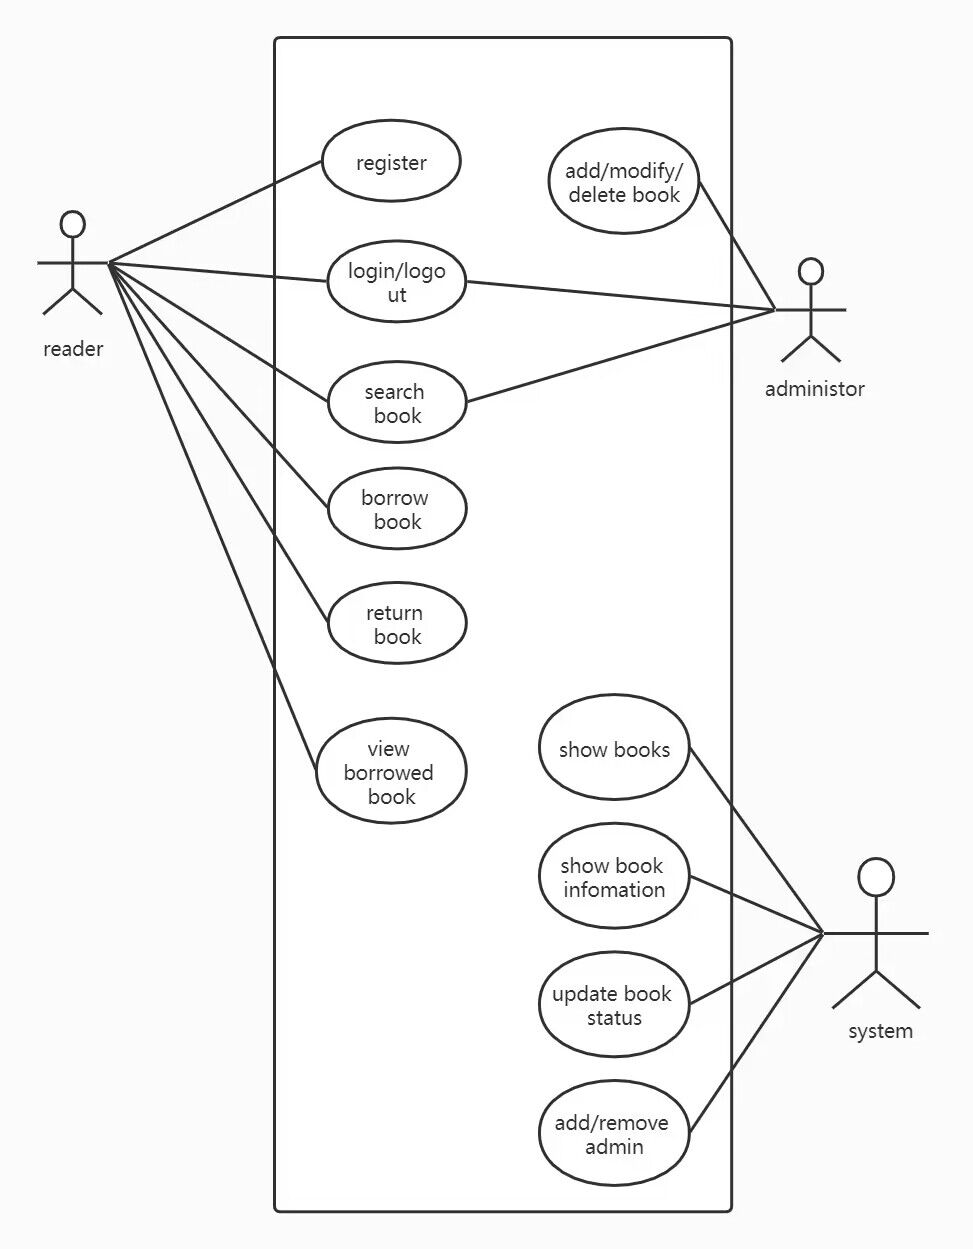 register
add/modify/
delete book
login/logo
ut
reader
administor
search
book
borrow
book
return
book
view
borrowed
book
show books
show book
infomation
update book
status
system
add/remove
admin